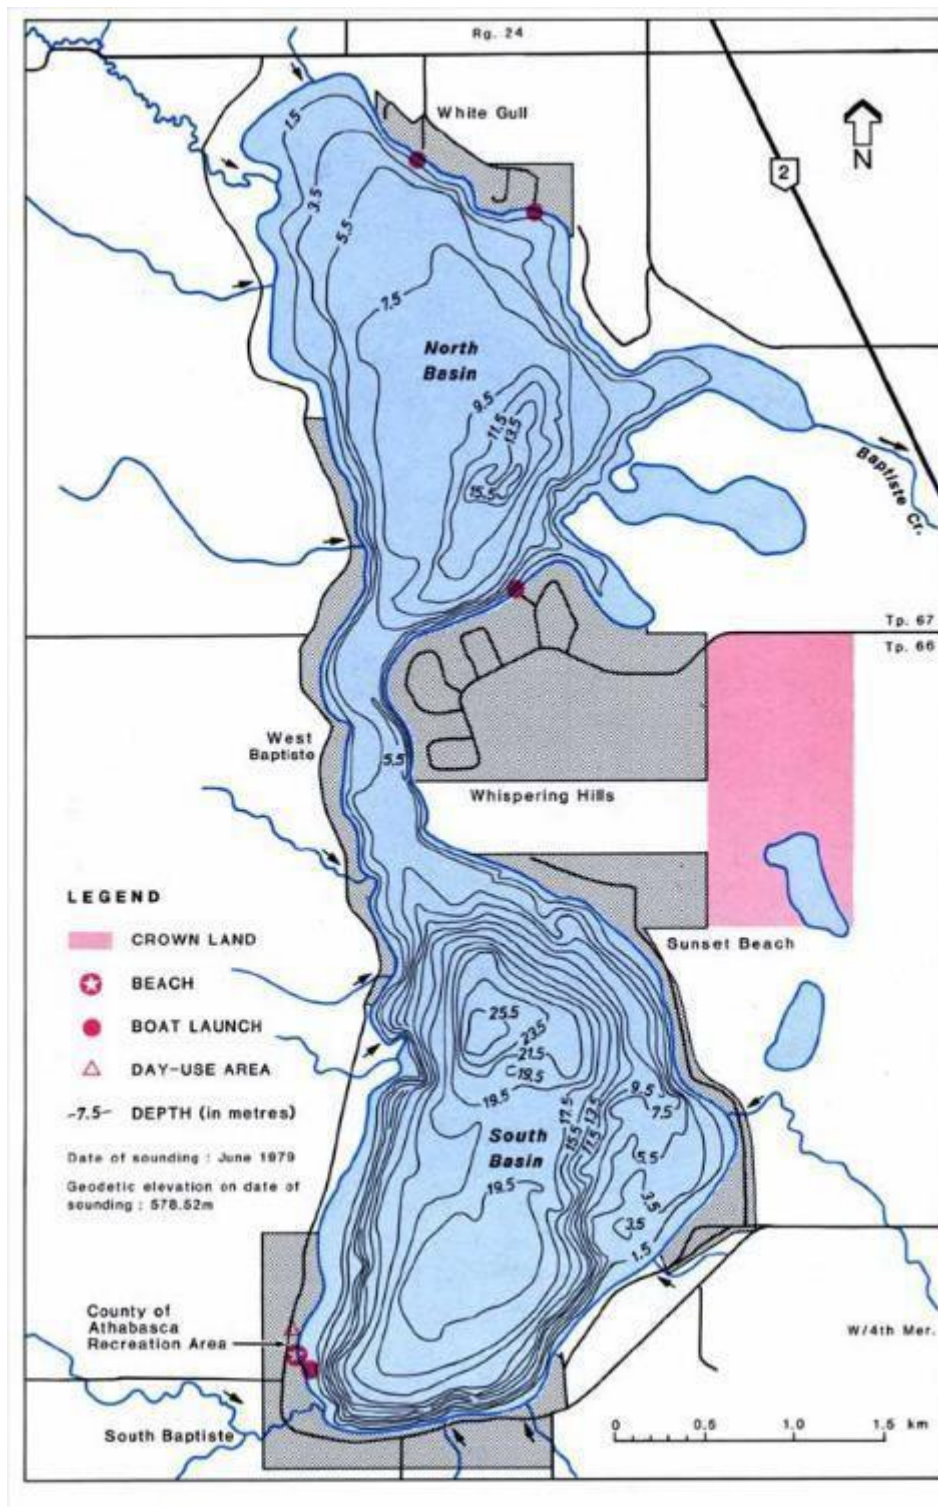 Rg. 24
White Gull
N
2
1.5
3.5
5.5
7.5
North
Basin
9.5
11.5
13.5
15.5
Baptiste Cr.
Tp. 67
Tp. 66
West
Baptiste
5.5
Whispering Hills
Sunset Beach
LEGEND
CROWN LAND
BEACH
BOAT LAUNCH
DAY-USE AREA
-7.5- DEPTH (in metres)
Date of sounding : June 1979
Geodetic elevation on date of
sounding : 578.52m
25.5
23.5
21.5
19.5
19.5
17.5
15.5
13.5
11.5
9.5
7.5
South
Basin
5.5
19.5
3.5
3.5
1.5
County of
Athabasca
Recreation Area
W/4th Mer.
South Baptiste
0 0.5 1.0 1.5 km